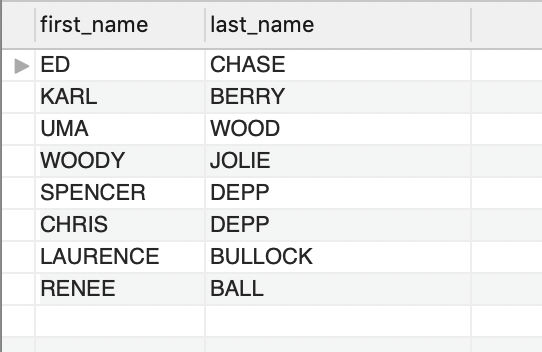 first_name last_name
ED CHASE
KARL BERRY
UMA WOOD
WOODY JOLIE
SPENCER DEPP
CHRIS DEPP
LAURENCE BULLOCK
RENEE BALL